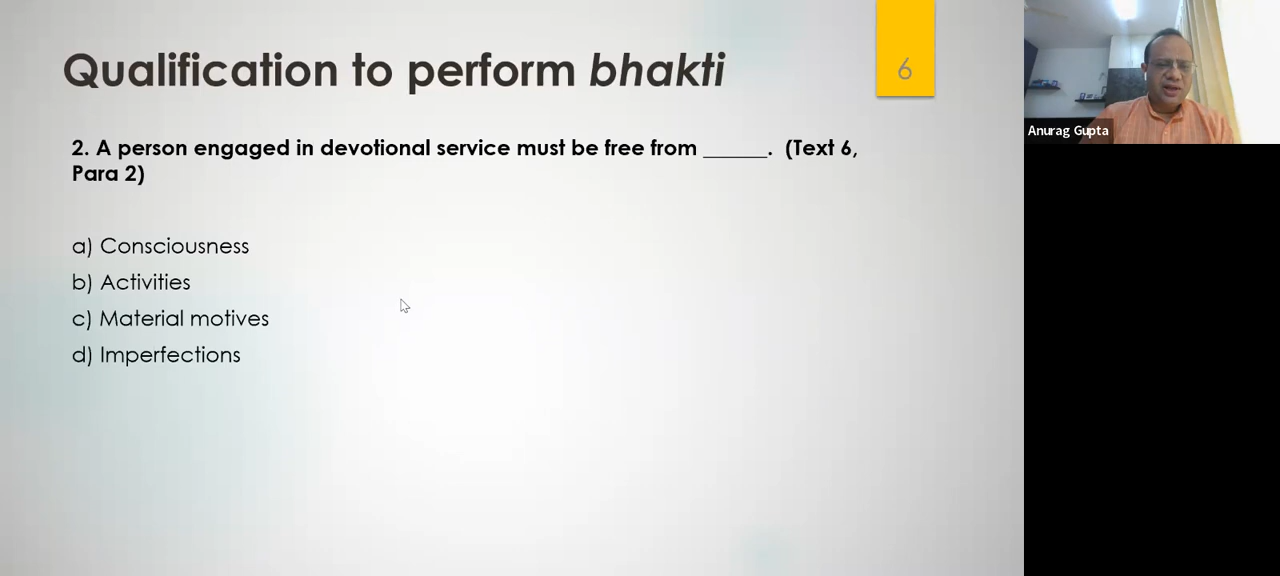 Qualification to perform bhakti
6
2. A person engaged in devotional service must be free from ______. (Text 6,
Para 2)
a) Consciousness
b) Activities
c) Material motives
d) Imperfections
Anurag Gupta